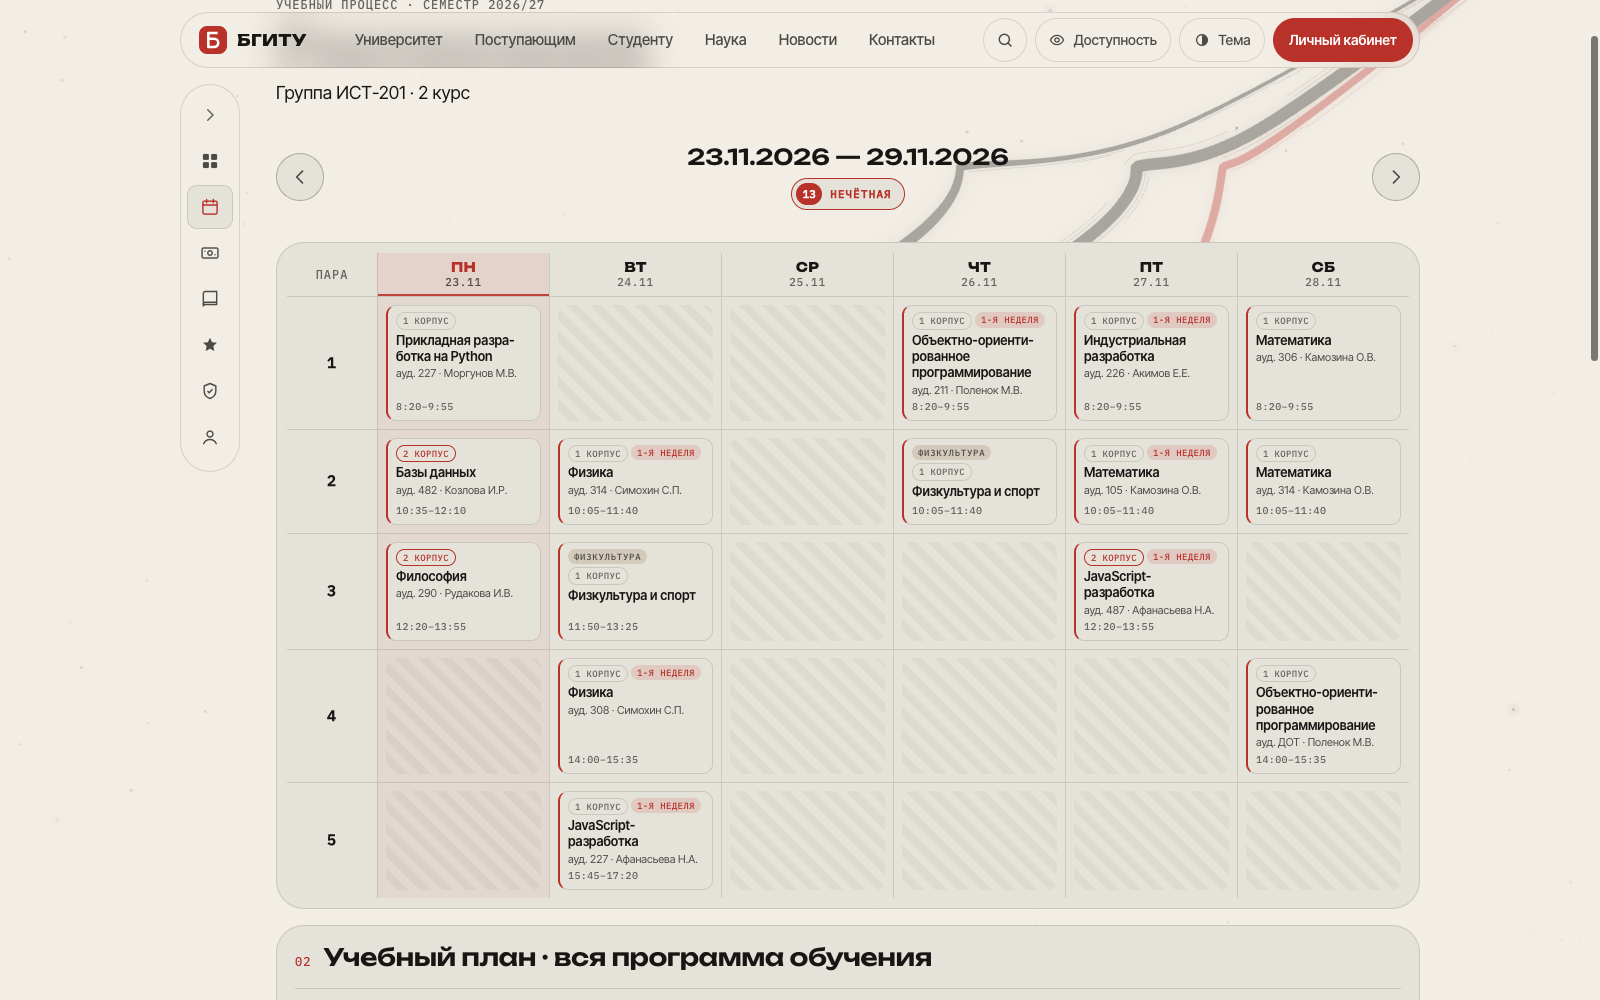 УЧЕБНЫЙ ПРОЦЕСС · СЕМЕСТР 2026/27
Б БГИТУ Университет Поступающим Студенту Наука Новости Контакты Доступность Тема Личный кабинет
Группа ИСТ-201 · 2 курс
23.11.2026 — 29.11.2026
13 НЕЧЁТНАЯ
ПАРА
ПН
23.11
ВТ
24.11
СР
25.11
ЧТ
26.11
ПТ
27.11
СБ
28.11
1
1 КОРПУС
Прикладная разра-
ботка на Python
ауд. 227 · Моргунов М.В.
8:20–9:55
1 КОРПУС 1-Я НЕДЕЛЯ
Объектно-ориенти-
рованное
программирование
ауд. 211 · Поленок М.В.
8:20–9:55
1 КОРПУС 1-Я НЕДЕЛЯ
Индустриальная
разработка
ауд. 226 · Акимов Е.Е.
8:20–9:55
1 КОРПУС
Математика
ауд. 306 · Камозина О.В.
8:20–9:55
2
2 КОРПУС
Базы данных
ауд. 482 · Козлова И.Р.
10:35–12:10
1 КОРПУС 1-Я НЕДЕЛЯ
Физика
ауд. 314 · Симохин С.П.
10:05–11:40
ФИЗКУЛЬТУРА
1 КОРПУС
Физкультура и спорт
10:05–11:40
1 КОРПУС 1-Я НЕДЕЛЯ
Математика
ауд. 105 · Камозина О.В.
10:05–11:40
1 КОРПУС
Математика
ауд. 314 · Камозина О.В.
10:05–11:40
3
2 КОРПУС
Философия
ауд. 290 · Рудакова И.В.
12:20–13:55
ФИЗКУЛЬТУРА
1 КОРПУС
Физкультура и спорт
11:50–13:25
2 КОРПУС 1-Я НЕДЕЛЯ
JavaScript-
разработка
ауд. 487 · Афанасьева Н.А.
12:20–13:55
4
1 КОРПУС 1-Я НЕДЕЛЯ
Физика
ауд. 308 · Симохин С.П.
14:00–15:35
1 КОРПУС
Объектно-ориенти-
рованное
программирование
ауд. ДОТ · Поленок М.В.
14:00–15:35
5
1 КОРПУС 1-Я НЕДЕЛЯ
JavaScript-
разработка
ауд. 227 · Афанасьева Н.А.
15:45–17:20
02 Учебный план · вся программа обучения